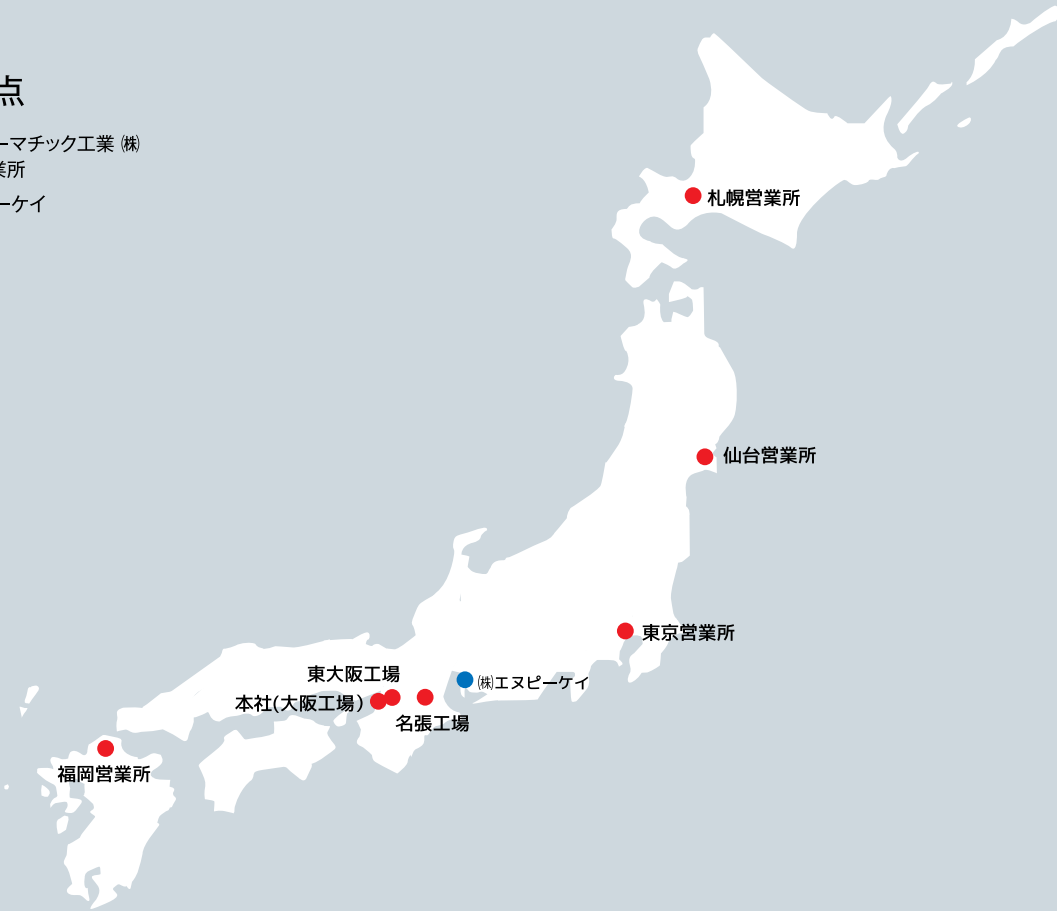 点
ーマチック工業 ㈱
業所
ーケイ
札幌営業所
仙台営業所
東京営業所
東大阪工場
㈱エヌピーケイ
本社(大阪工場)
名張工場
福岡営業所